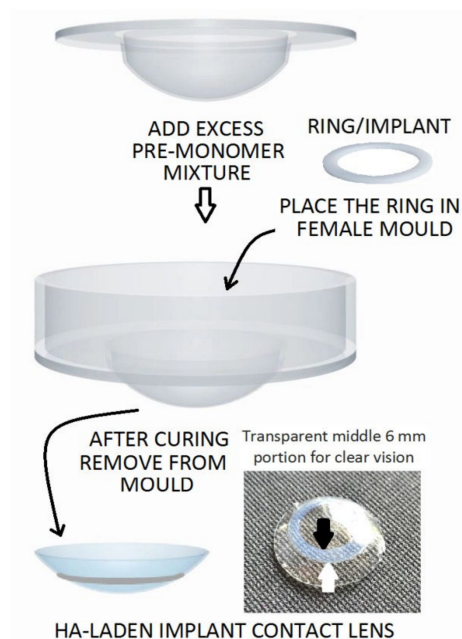 ADD EXCESS
PRE-MONOMER
MIXTURE
RING/IMPLANT
PLACE THE RING IN
FEMALE MOULD
AFTER CURING
REMOVE FROM
MOULD
Transparent middle 6 mm
portion for clear vision
HA-LADEN IMPLANT CONTACT LENS